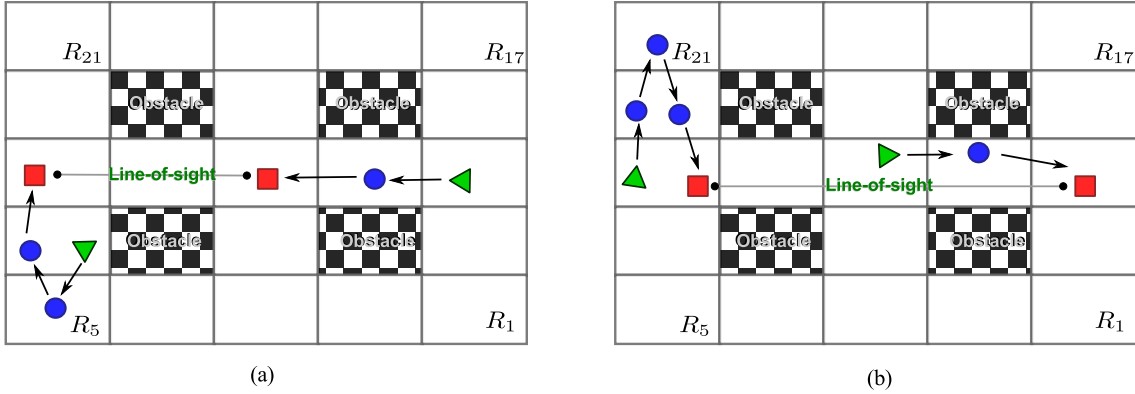 R21
R17
Obstacle
Obstacle
Line-of-sight
Obstacle
Obstacle
R5
R1
(a)
R21
R17
Obstacle
Obstacle
Line-of-sight
Obstacle
Obstacle
R5
R1
(b)